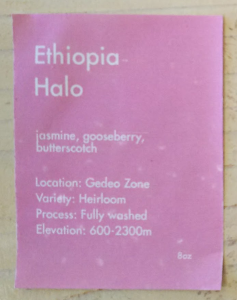 Ethiopia
Halo
jasmine, gooseberry,
butterscotch
Location: Gedeo Zone
Variety: Heirloom
Process: Fully washed
Elevation: 600-2300m
8oz